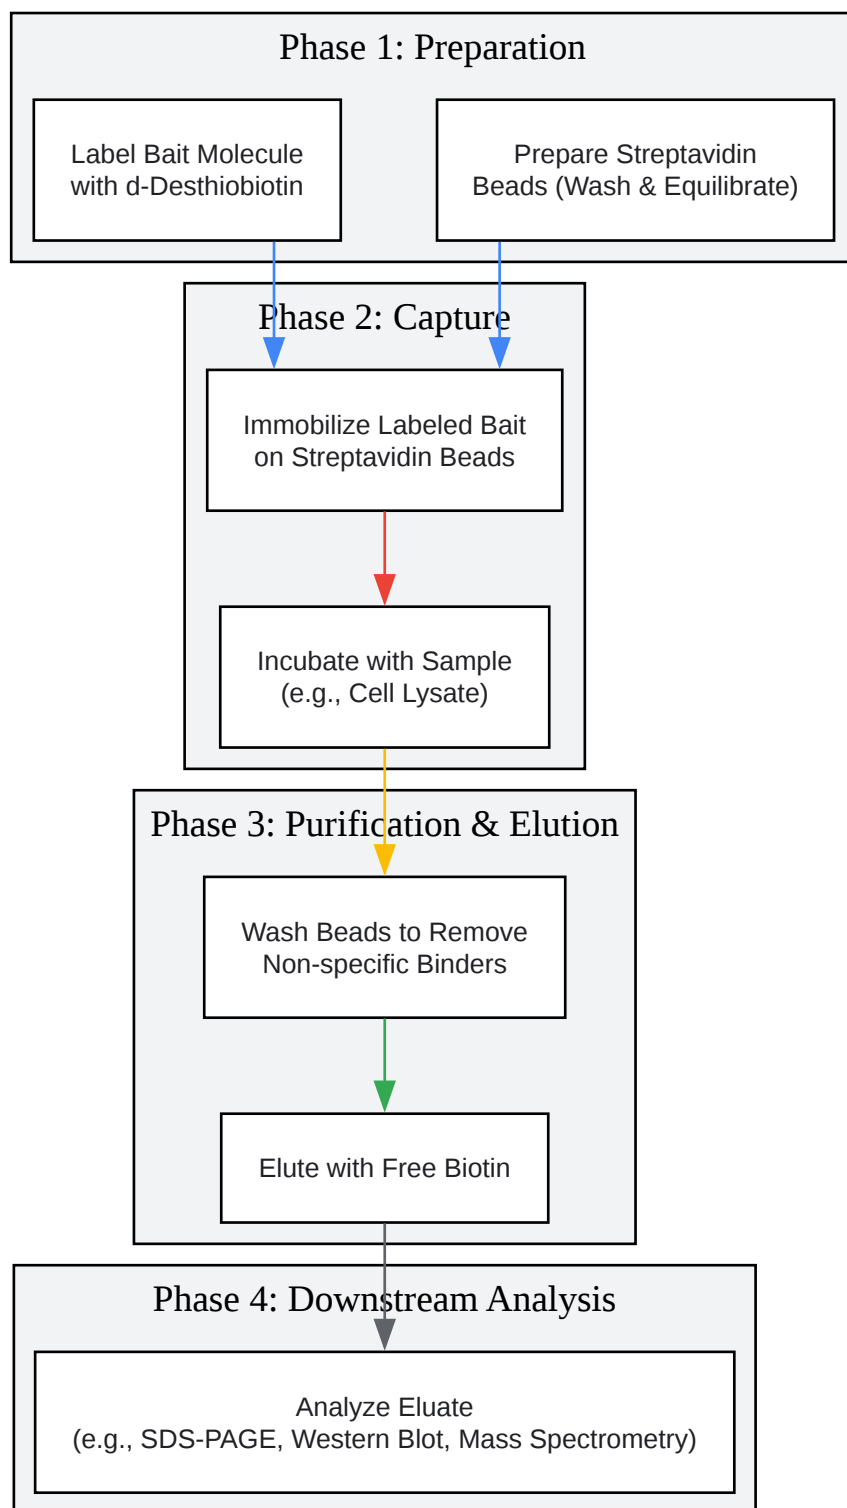 Phase 1: Preparation
Label Bait Molecule
with d-Desthiobiotin
Prepare Streptavidin
Beads (Wash & Equilibrate)
Phase 2: Capture
Immobilize Labeled Bait
on Streptavidin Beads
Incubate with Sample
(e.g., Cell Lysate)
Phase 3: Purification & Elution
Wash Beads to Remove
Non-specific Binders
Elute with Free Biotin
Phase 4: Downstream Analysis
Analyze Eluate
(e.g., SDS-PAGE, Western Blot, Mass Spectrometry)